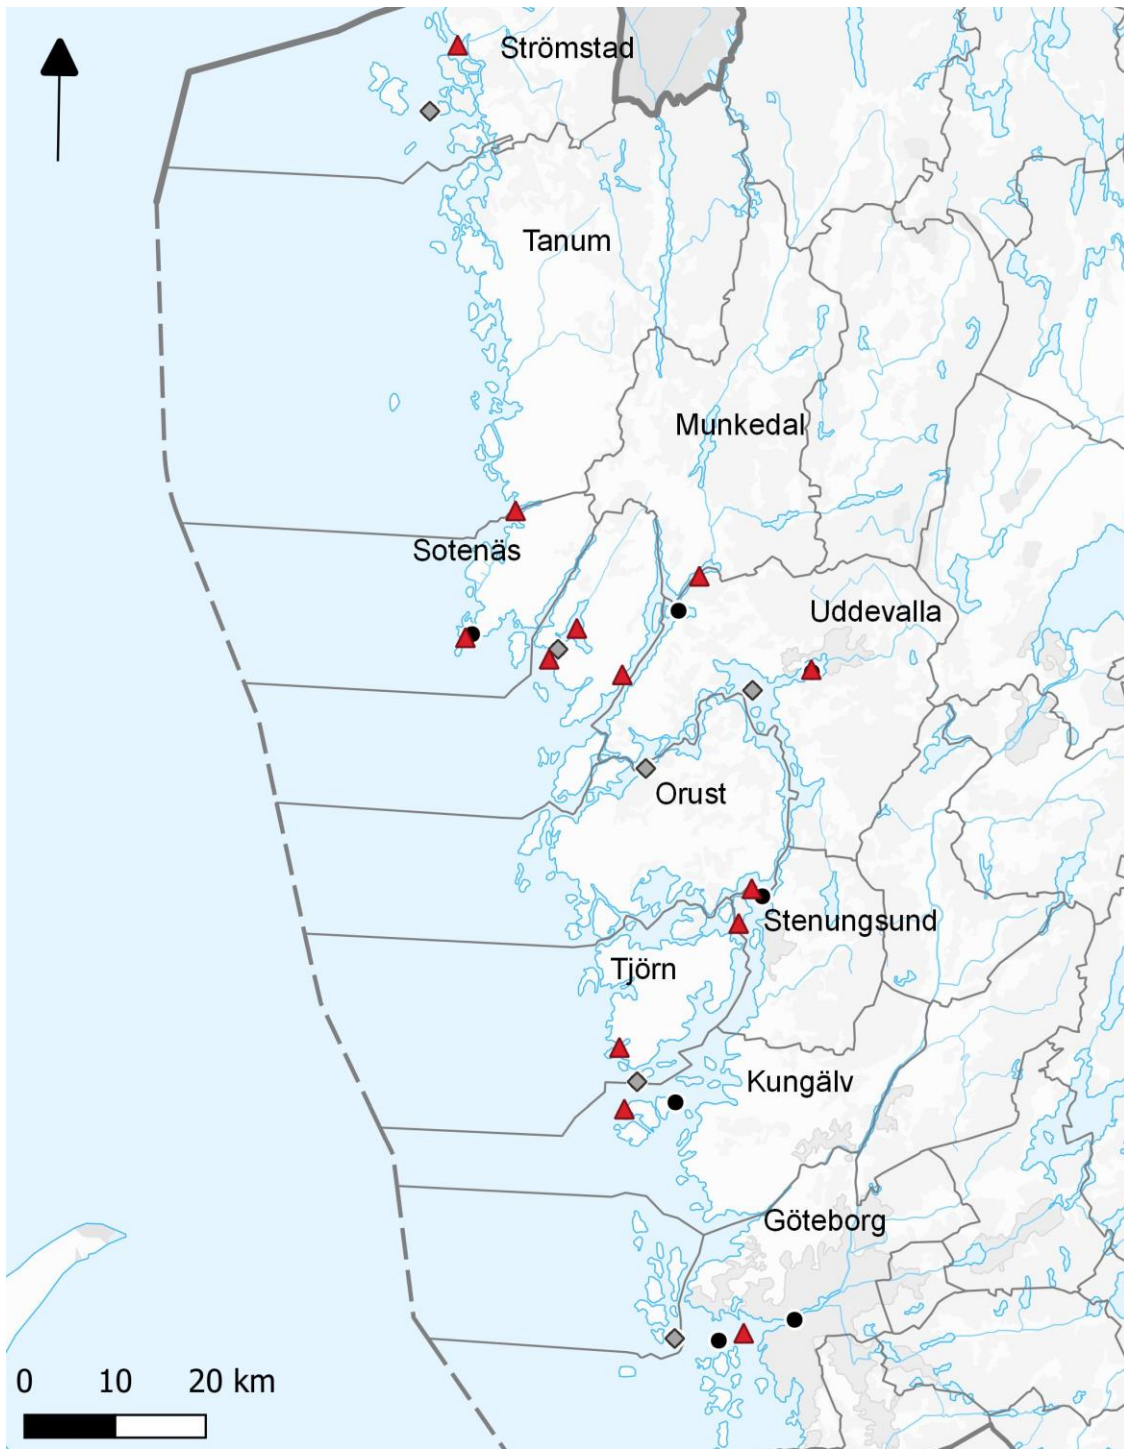 Strömstad
Tanum
Munkedal
Sotenäs
Uddevalla
Orust
Stenungsund
Tjörn
Kungälv
Göteborg
0 10 20 km